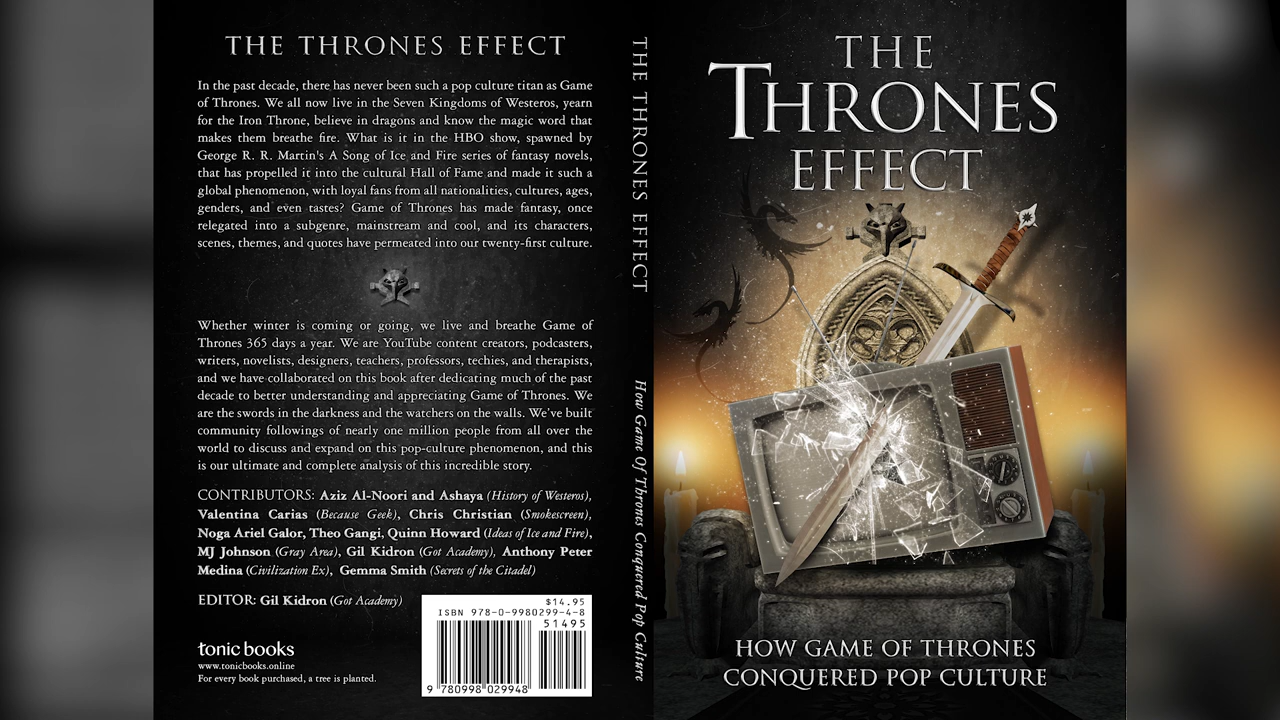 THE THRONES EFFECT
In the past decade, there has never been such a pop culture titan as Game
of Thrones. We all now live in the Seven Kingdoms of Westeros, yearn
for the Iron Throne, believe in dragons and know the magic word that
makes them breathe fire. What is it in the HBO show, spawned by
George R. R. Martin's A Song of Ice and Fire series of fantasy novels,
that has propelled it into the cultural Hall of Fame and made it such a
global phenomenon, with loyal fans from all nationalities, cultures, ages,
genders, and even tastes? Game of Thrones has made fantasy, once
relegated into a subgenre, mainstream and cool, and its characters,
scenes, themes, and quotes have permeated into our twenty-first culture.
Whether winter is coming or going, we live and breathe Game of
Thrones 365 days a year. We are YouTube content creators, podcasters,
writers, novelists, designers, teachers, professors, techies, and therapists,
and we have collaborated on this book after dedicating much of the past
decade to better understanding and appreciating Game of Thrones. We
are the swords in the darkness and the watchers on the walls. We've built
community followings of nearly one million people from all over the
world to discuss and expand on this pop-culture phenomenon, and this
is our ultimate and complete analysis of this incredible story.
CONTRIBUTORS: Aziz Al-Noori and Ashaya (History of Westeros),
Valentina Carias (Because Geek), Chris Christian (Smokescreen),
Noga Ariel Galor, Theo Gangi, Quinn Howard (Ideas of Ice and Fire),
MJ Johnson (Gray Area), Gil Kidron (Got Academy), Anthony Peter
Medina (Civilization Ex), Gemma Smith (Secrets of the Citadel)
EDITOR: Gil Kidron (Got Academy)
tonic books
www.tonicbooks.online
For every book purchased, a tree is planted.
$14.95
ISBN 978-0-9980299-4-8
51495
9 780998 029948
THE THRONES EFFECT
How Game Of Thrones Conquered Pop Culture
THE
THRONES
EFFECT
HOW GAME OF THRONES
CONQUERED POP CULTURE